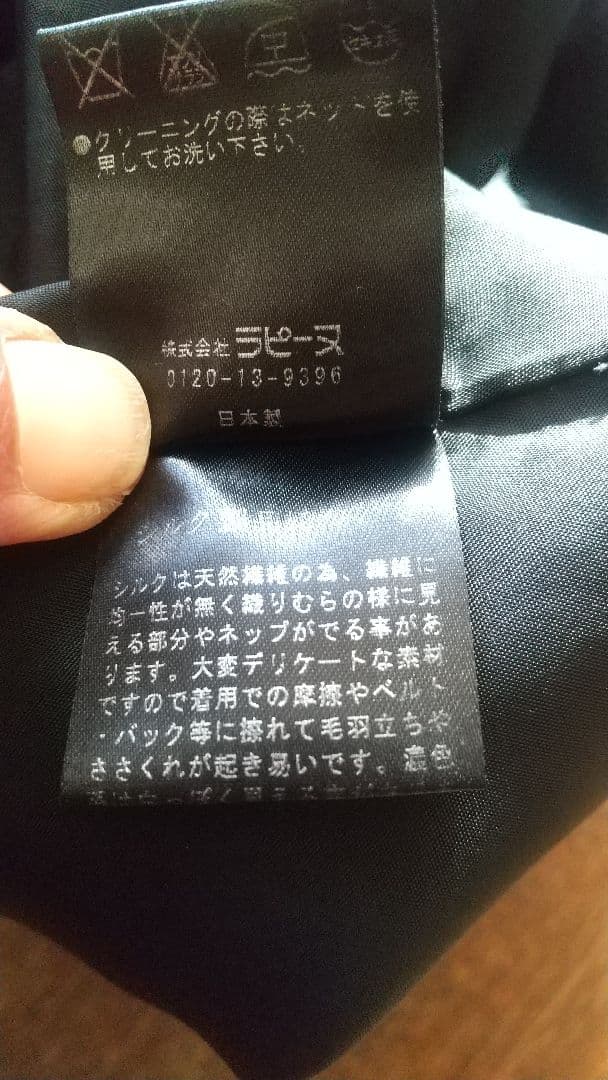 ●クリーニングの際はネットを使
用してお洗い下さい。
株式会社
0120-13-9396
日本製
シルク
シルクは天然繊維の為、繊維に
均一性が無く織りむらの様に見
える部分やネップがでる事があ
ります。大変デリケートな素材
ですので着用での摩擦やベルト
・バック等に擦れて毛羽立ちや
ささくれが起き易いです。濃色